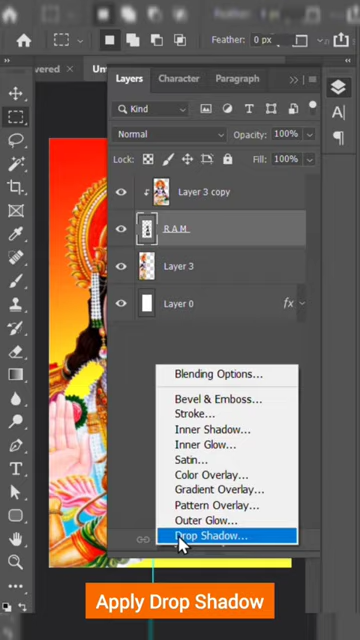 Feather: 0 px
vered ×
Un
Layers Character Paragraph
Kind
Normal Opacity: 100%
Lock: Fill: 100%
Layer 3 copy
R A M
Layer 3
Layer 0 fx
Blending Options...
Bevel & Emboss...
Stroke...
Inner Shadow...
Inner Glow...
Satin...
Color Overlay...
Gradient Overlay...
Pattern Overlay...
Outer Glow...
Drop Shadow...
Apply Drop Shadow